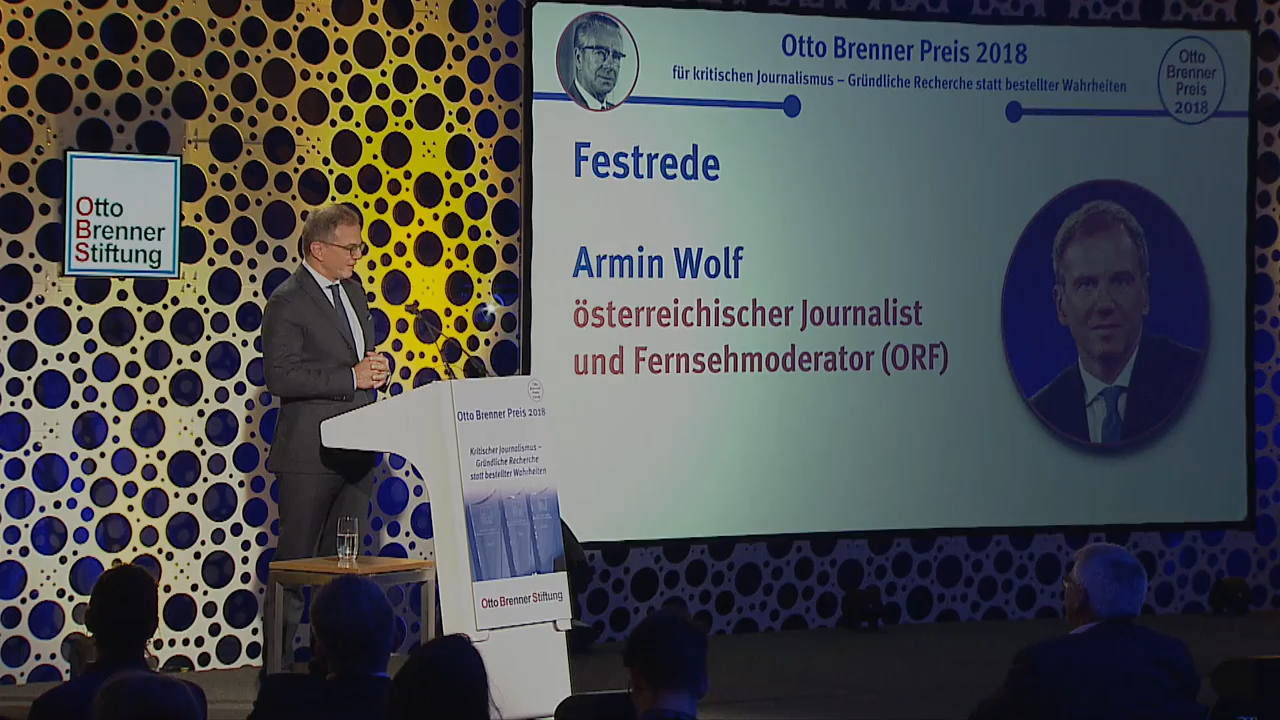 Otto Brenner Preis 2018
für kritischen Journalismus – Gründliche Recherche statt bestellter Wahrheiten
Otto
Brenner
Preis
2018
Festrede
Armin Wolf
österreichischer Journalist
und Fernsehmoderator (ORF)
Otto
Brenner
Stiftung
Otto Brenner Preis 2018
Kritischer Journalismus –
Gründliche Recherche
statt bestellter Wahrheiten
Otto Brenner Stiftung